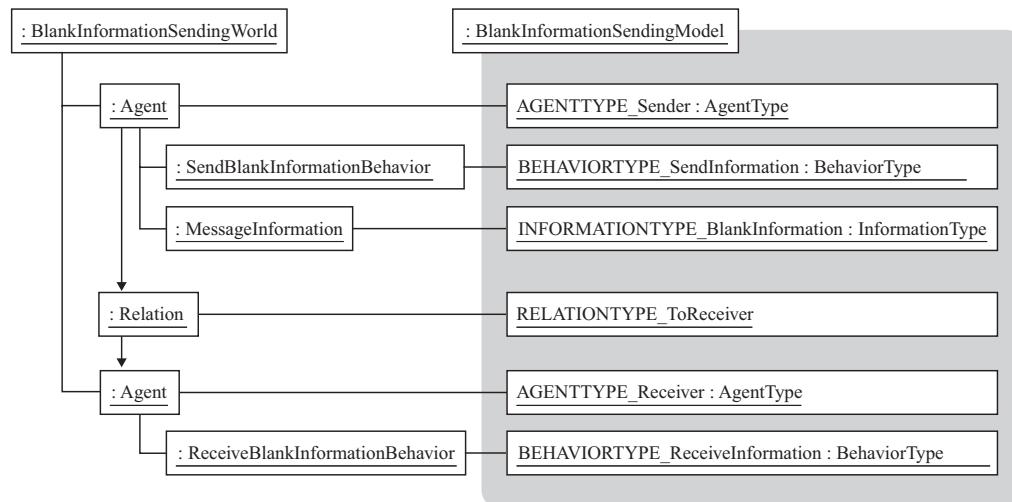 : BlankInformationSendingWorld
: BlankInformationSendingModel
: Agent
AGENTTYPE_Sender : AgentType
: SendBlankInformationBehavior
BEHAVIORTYPE_SendInformation : BehaviorType
: MessageInformation
INFORMATIONTYPE_BlankInformation : InformationType
: Relation
RELATIONTYPE_ToReceiver
: Agent
AGENTTYPE_Receiver : AgentType
: ReceiveBlankInformationBehavior
BEHAVIORTYPE_ReceiveInformation : BehaviorType